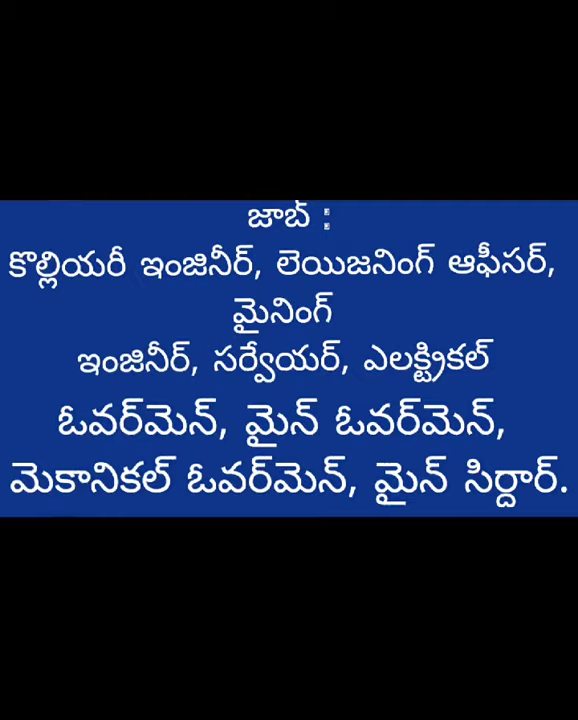 జాబ్ :
కొల్లియరీ ఇంజినీర్, లెయిజనింగ్ ఆఫీసర్,
మైనింగ్
ఇంజినీర్, సర్వేయర్, ఎలక్ట్రికల్
ఓవర్‌మెన్, మైన్ ఓవర్‌మెన్,
మెకానికల్ ఓవర్‌మెన్, మైన్ సిర్దార్.